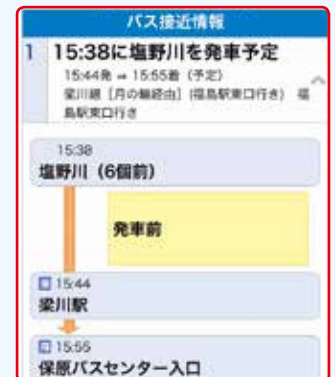 バス接近情報
1 15:38に塩野川を発車予定
15:44発 ⇒ 15:55着 (予定)
梁川線 [月の輪経由] (福島駅東口行き) 福
島駅東口行き
15:38
塩野川 (6個前)
発車前
15:44
梁川駅
15:55
保原バスセンター入口